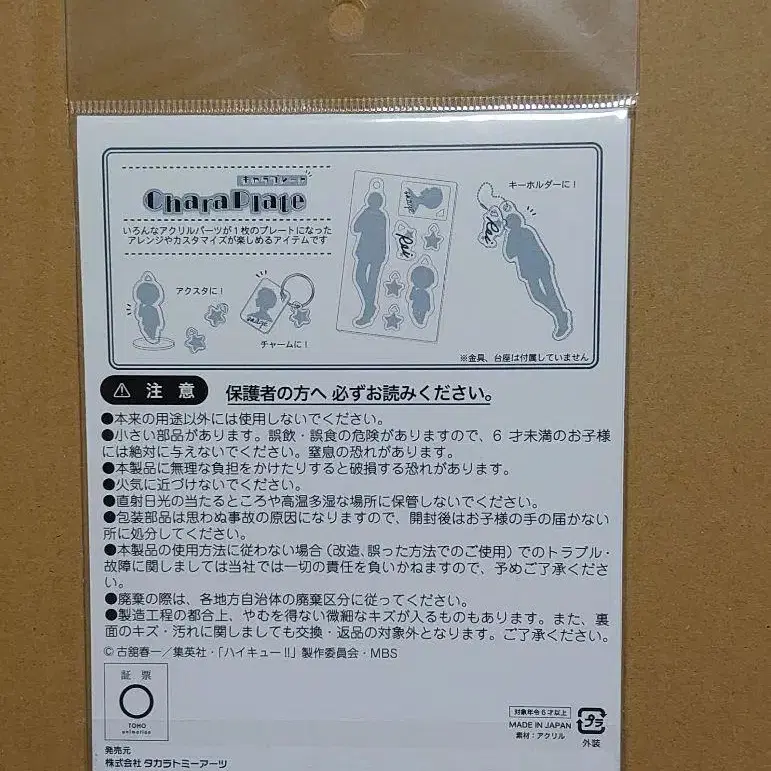 キャラプレート
CharaPlate
いろんなアクリルパーツが1枚のプレートになった
アレンジやカスタマイズが楽しめるアイテムです
アクスタに！
チャームに！
キーホルダーに！
Rei
Rei
※金具、台座は付属していません
⚠ 注意 保護者の方へ 必ずお読みください。
●本来の用途以外には使用しないでください。
●小さい部品があります。誤飲・誤食の危険がありますので、6 才未満のお子様
には絶対に与えないでください。窒息の恐れがあります。
●本製品に無理な負担をかけたりすると破損する恐れがあります。
●火気に近づけないでください。
●直射日光の当たるところや高温多湿な場所に保管しないでください。
●包装部品は思わぬ事故の原因になりますので、開封後はお子様の手の届かない
所に処分してください。
●本製品の使用方法に従わない場合（改造、誤った方法でのご使用）でのトラブル・
故障に関しましては当社では一切の責任を負いかねますので、予めご了承くださ
い。
●廃棄の際は、各地方自治体の廃棄区分に従ってください。
●製造工程の都合上、やむを得ない微細なキズが入るものもあります。また、裏
面のキズ・汚れに関しましても交換・返品の対象外となります。ご了承ください。
© 古舘春一／集英社・「ハイキュー!!」製作委員会・MBS
証票
TOHO
animation
対象年令6才以上
MADE IN JAPAN
素材：アクリル
プラ
外装
発売元
株式会社 タカラトミーアーツ